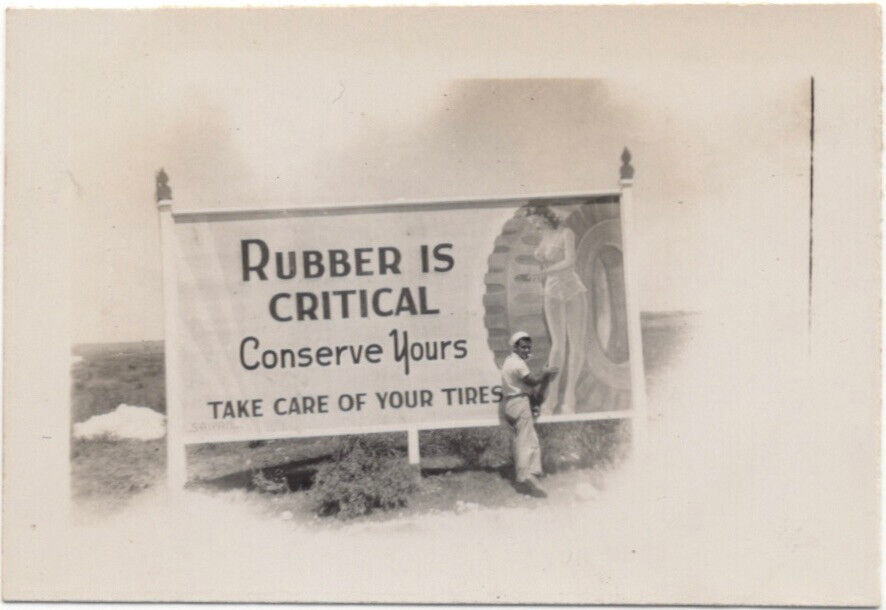 RUBBER IS
CRITICAL
Conserve Yours
TAKE CARE OF YOUR TIRES